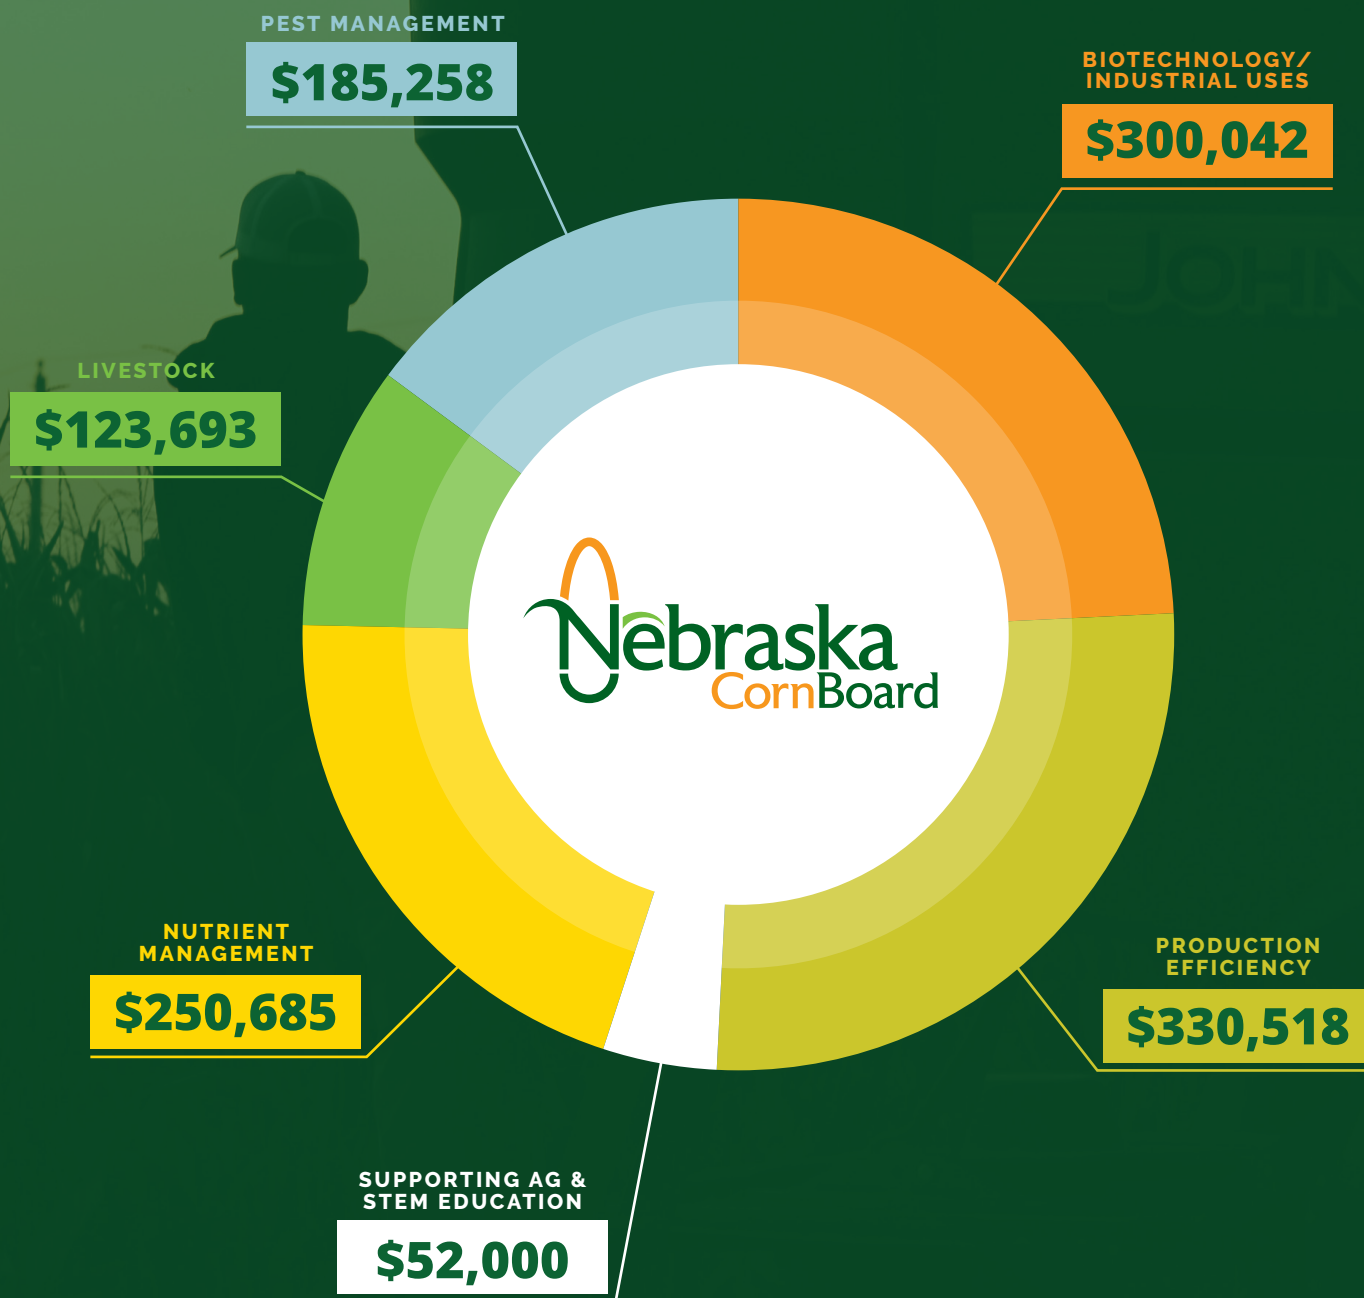 PEST MANAGEMENT
$185,258
BIOTECHNOLOGY/
INDUSTRIAL USES
$300,042
JOHN
LIVESTOCK
$123,693
Nebraska
CornBoard
NUTRIENT
MANAGEMENT
$250,685
PRODUCTION
EFFICIENCY
$330,518
SUPPORTING AG &
STEM EDUCATION
$52,000